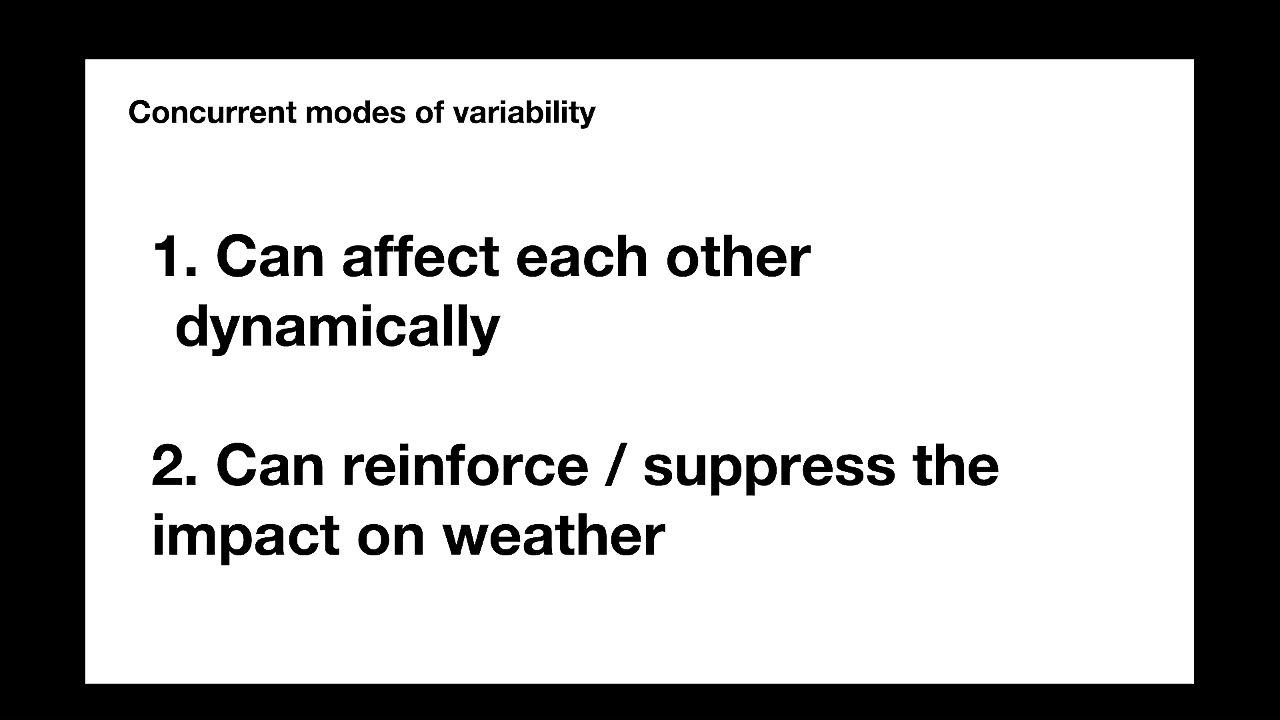 Concurrent modes of variability
1. Can affect each other
dynamically
2. Can reinforce / suppress the
impact on weather